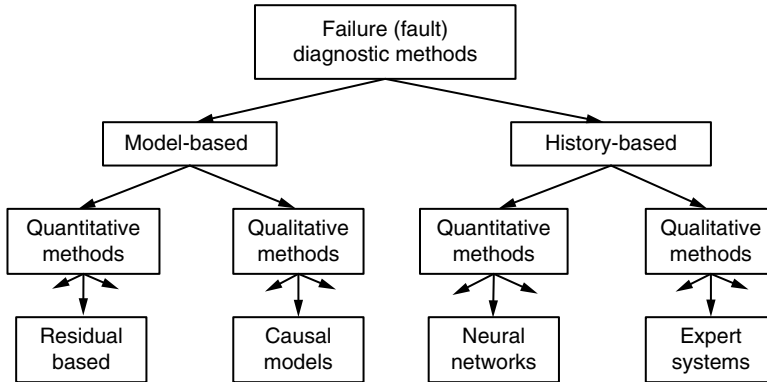 Failure (fault)
diagnostic methods
Model-based
History-based
Quantitative
methods
Qualitative
methods
Quantitative
methods
Qualitative
methods
Residual
based
Causal
models
Neural
networks
Expert
systems